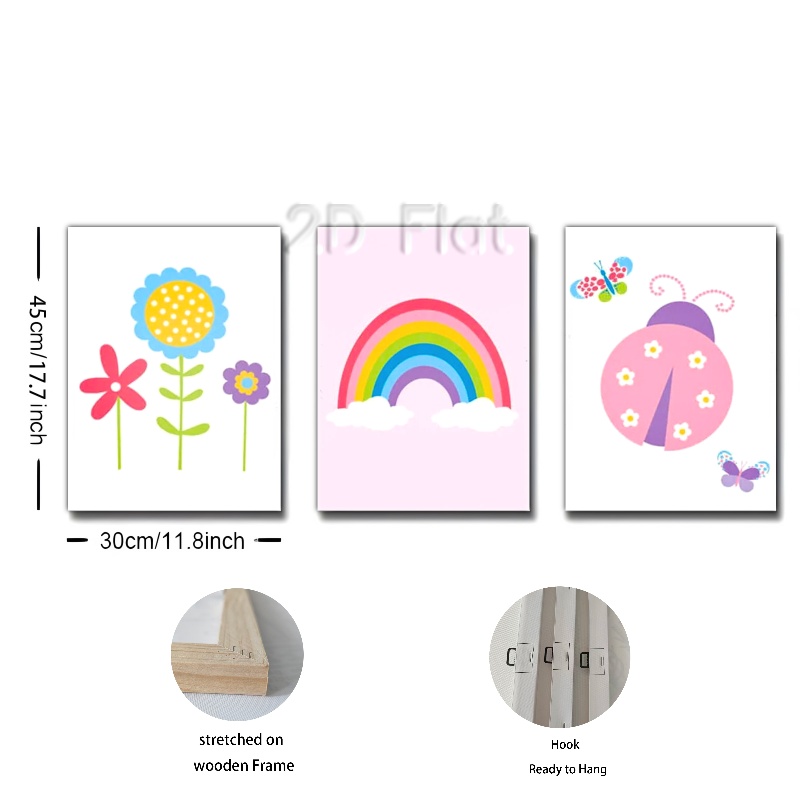 2D Flat
45cm/17.7inch
30cm/11.8inch
stretched on
wooden Frame
Hook
Ready to Hang